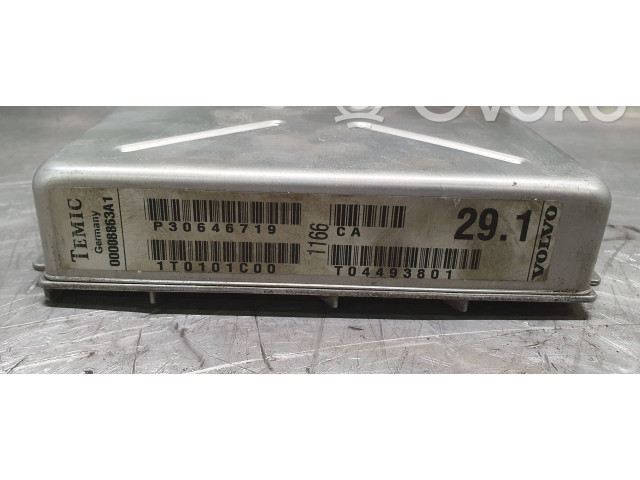 TEMIC
Germany
00008863A1
P30646719
1T0101C00
1166
CA
T04493801
29.1
VOLVO